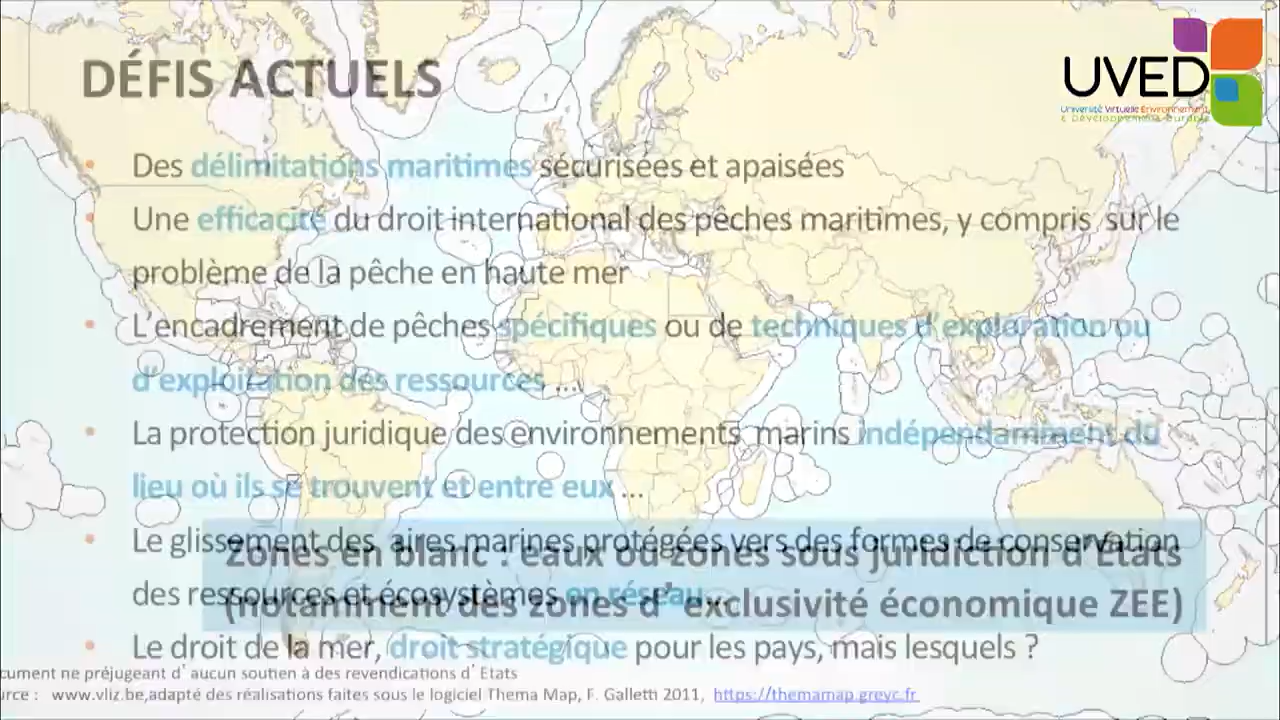 DÉFIS ACTUELS
UVED
Université Virtuelle Environnement
& Développement durable
• Des délimitations maritimes sécurisées et apaisées
• Une efficacité du droit international des pêches maritimes, y compris sur le
problème de la pêche en haute mer
• L'encadrement de pêches spécifiques ou de techniques d'exploration ou
d'exploitation des ressources ...
• La protection juridique des environnements marins indépendamment du
lieu où ils se trouvent et entre eux ...
• Le glissement des aires marines protégées vers des formes de conservation
des ressources et écosystèmes en réseau...
Zones en blanc : eaux ou zones sous juridiction d'Etats
(notamment des zones d' exclusivité économique ZEE)
• Le droit de la mer, droit stratégique pour les pays, mais lesquels ?
cument ne préjugeant d' aucun soutien à des revendications d' Etats
urce : www.vliz.be,adapté des réalisations faites sous le logiciel Thema Map, F. Galletti 2011, https://themamap.greyc.fr